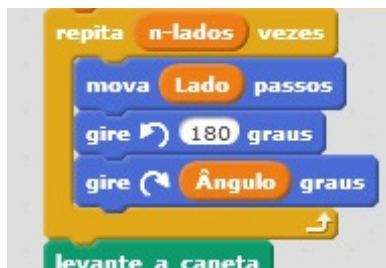 repita n-lados vezes
mova Lado passos
gire 180 graus
gire Ângulo graus
levante a caneta